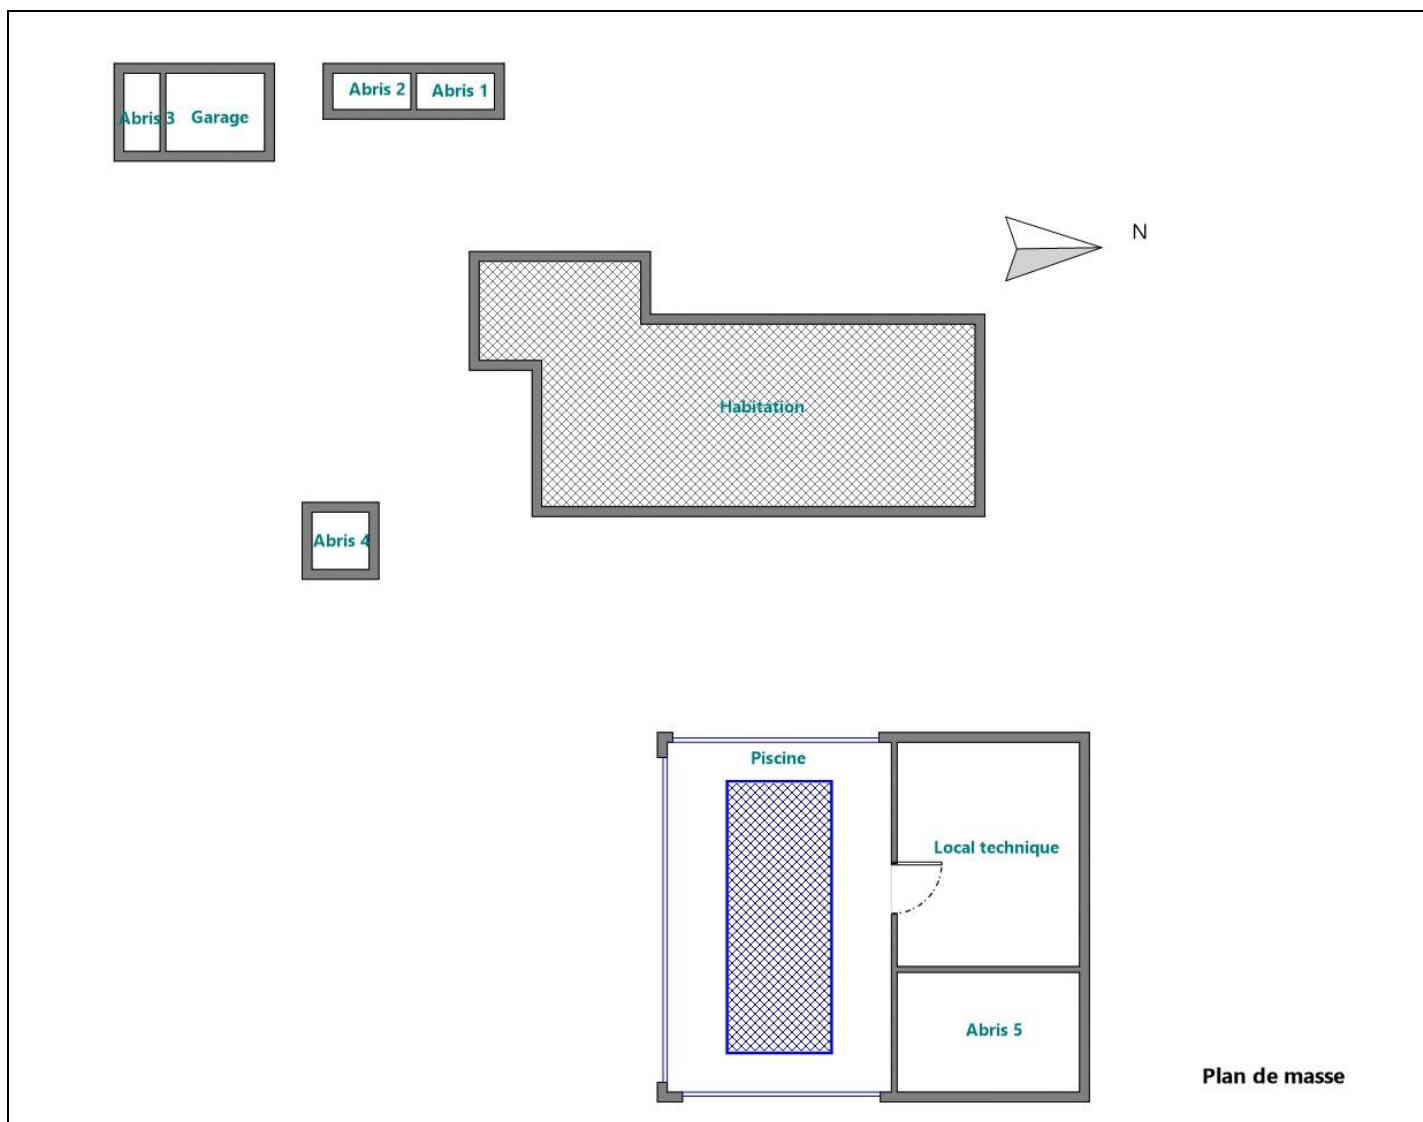 Abris 2
Abris 1
Abris 3
Garage
N
Habitation
Abris 4
Piscine
Local technique
Abris 5
Plan de masse